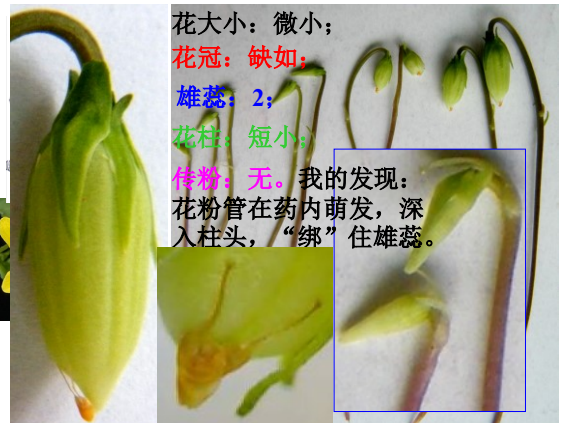 花大小：微小；
花冠：缺如；
雄蕊：2；
花柱：短小；
传粉：无。我的发现：
花粉管在药内萌发，深
入柱头，“绑”住雄蕊。